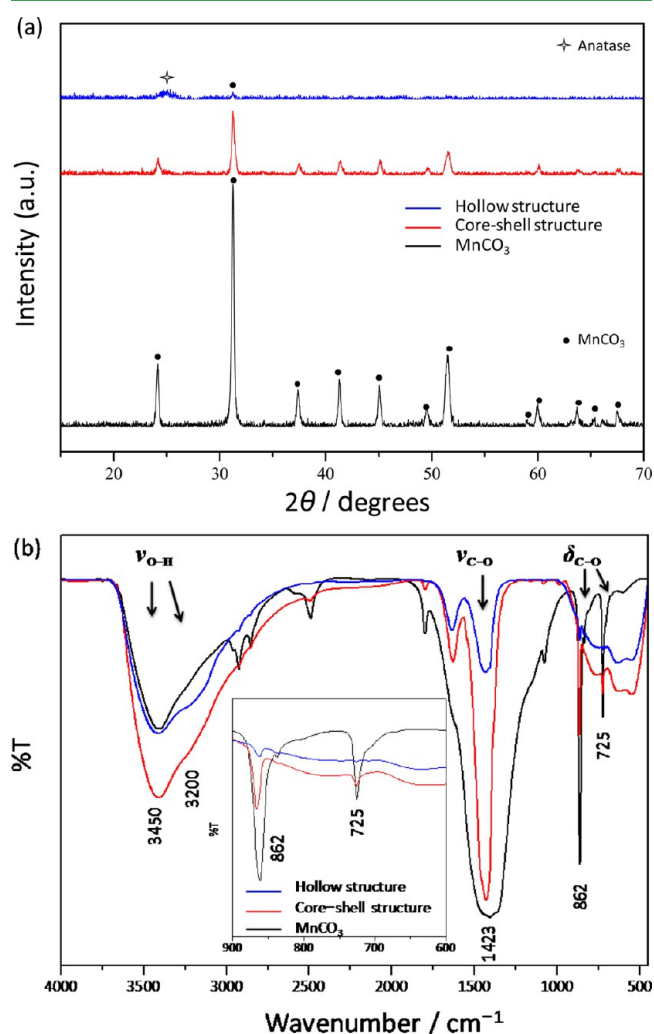 (a)
✧ Anatase
Intensity (a.u.)
Hollow structure
Core-shell structure
MnCO₃
• MnCO₃
20 30 40 50 60 70
2θ / degrees
(b)
νO–H
νC–O
δC–O
%T
3450
3200
1423
862
725
%T
862
725
Hollow structure
Core–shell structure
MnCO₃
900 800 700 600
4000 3500 3000 2500 2000 1500 1000 500
Wavenumber / cm⁻¹